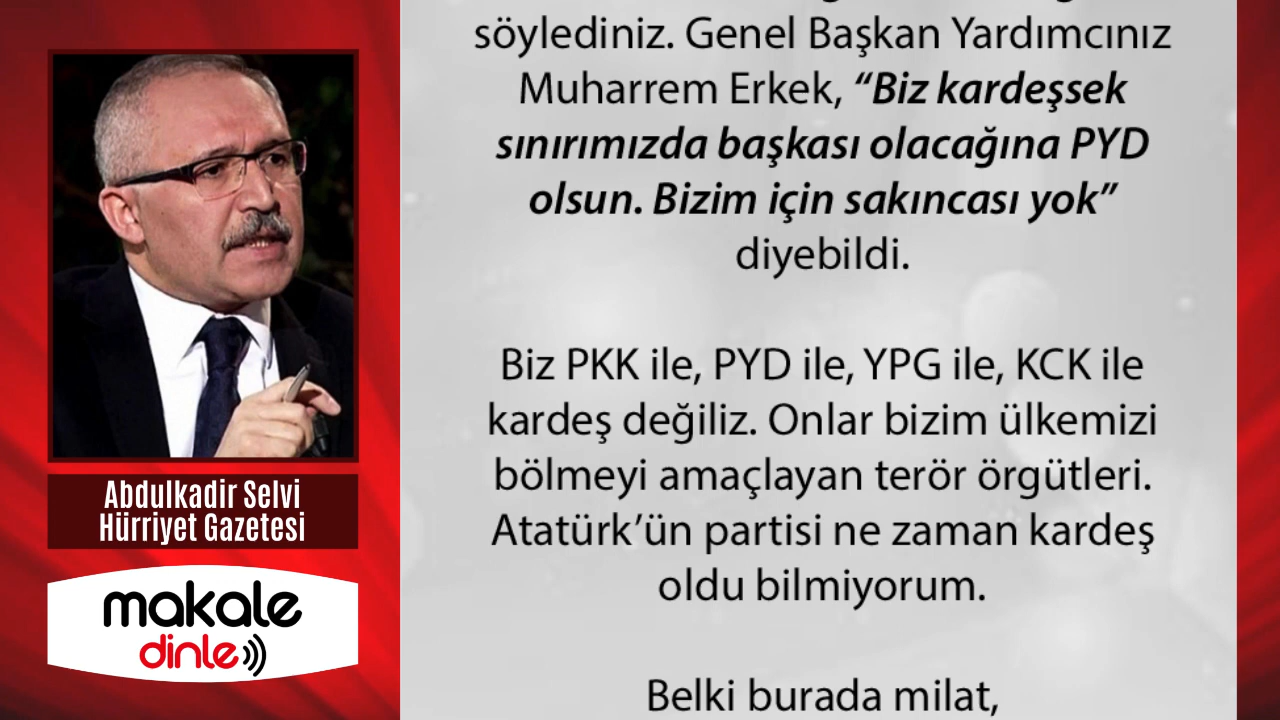 söylediniz. Genel Başkan Yardımcınız
Muharrem Erkek, “Biz kardeşsek
sınırımızda başkası olacağına PYD
olsun. Bizim için sakıncası yok”
diyebildi.
Biz PKK ile, PYD ile, YPG ile, KCK ile
kardeş değiliz. Onlar bizim ülkemizi
bölmeyi amaçlayan terör örgütleri.
Atatürk’ün partisi ne zaman kardeş
oldu bilmiyorum.
Belki burada milat,
Abdulkadir Selvi
Hürriyet Gazetesi
makale
dinle